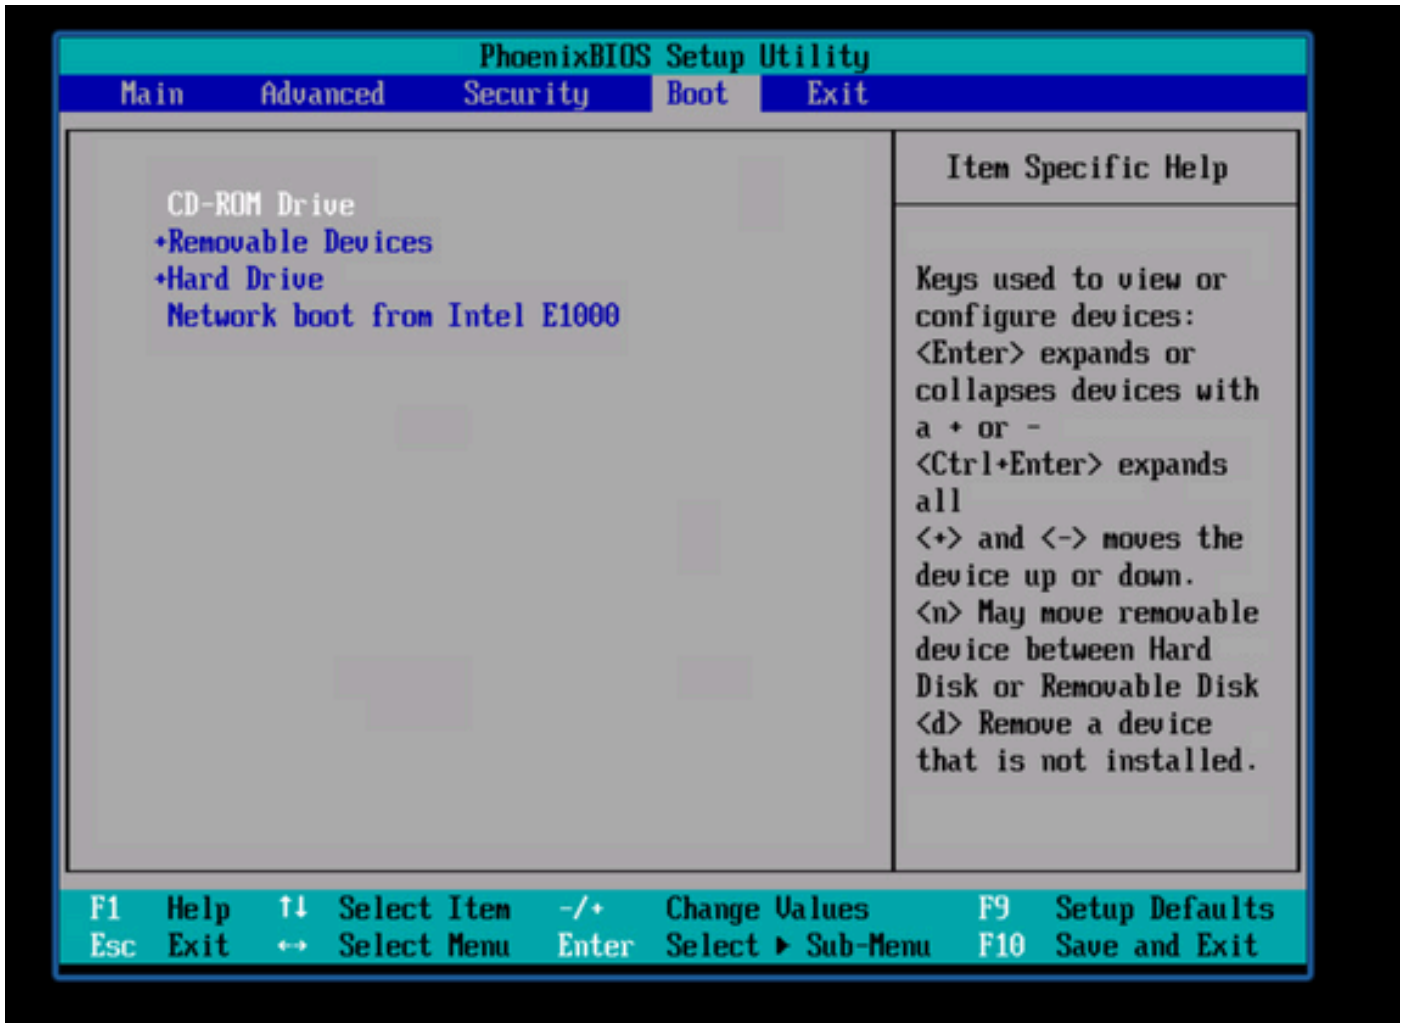 PhoenixBIOS Setup Utility
Main Advanced Security Boot Exit
CD-ROM Drive
+Removable Devices
+Hard Drive
Network boot from Intel E1000
Item Specific Help
Keys used to view or
configure devices:
<Enter> expands or
collapses devices with
a + or -
<Ctrl+Enter> expands
all
<+> and <-> moves the
device up or down.
<n> May move removable
device between Hard
Disk or Removable Disk
<d> Remove a device
that is not installed.
F1 Help ↑↓ Select Item -/+ Change Values F9 Setup Defaults
Esc Exit ↔ Select Menu Enter Select ▶ Sub-Menu F10 Save and Exit